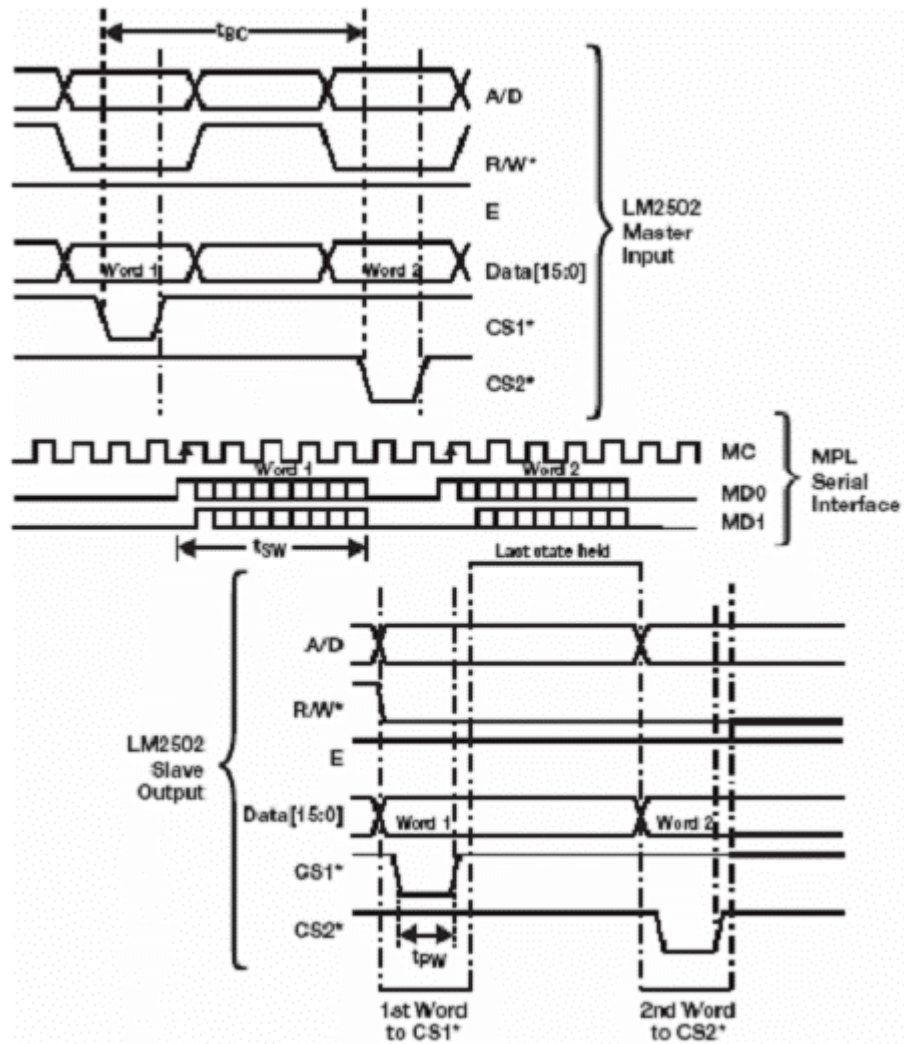 tBC
A/D
R/W*
E
Word 1
Word 2
Data[15:0]
CS1*
CS2*
LM2502
Master
Input
MC
Word 1
Word 2
MD0
MD1
MPL
Serial
Interface
tSW
Last state held
A/D
R/W*
E
LM2502
Slave
Output
Data[15:0]
Word 1
Word 2
CS1*
CS2*
tPW
1st Word
to CS1*
2nd Word
to CS2*